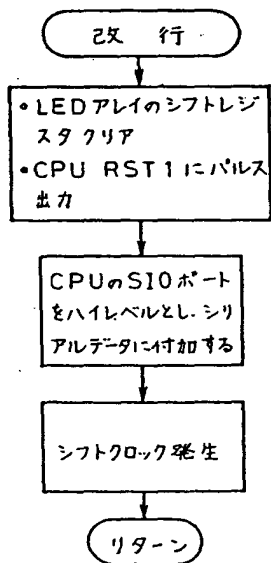 改 行
•LEDアレイのシフトレジ
スタクリア
•CPU RST1にパルス
出力
CPUのSIOポート
をハイレベルとし、シリ
アルデータに付加する
シフトクロック発生
リターン